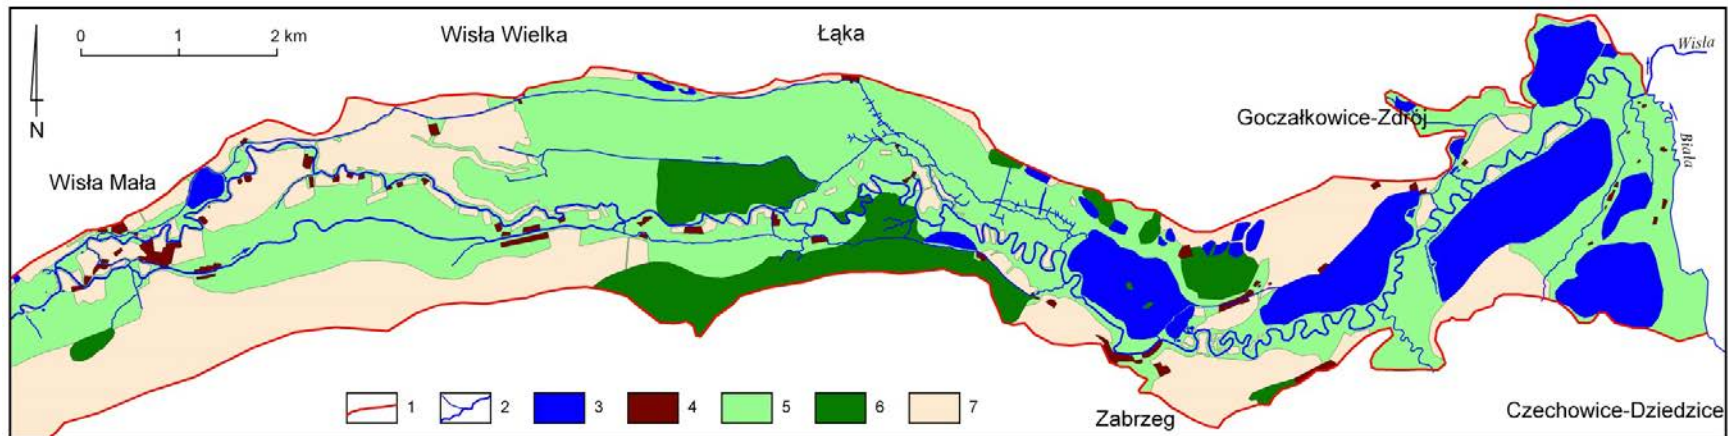 Wisła Wielka
Łąka
0 1 2 km
N
Wisła
Goczałkowice-Zdrój
Biała
Wisła Mała
1 2 3 4 5 6 7
Zabrzeg
Czechowice-Dziedzice